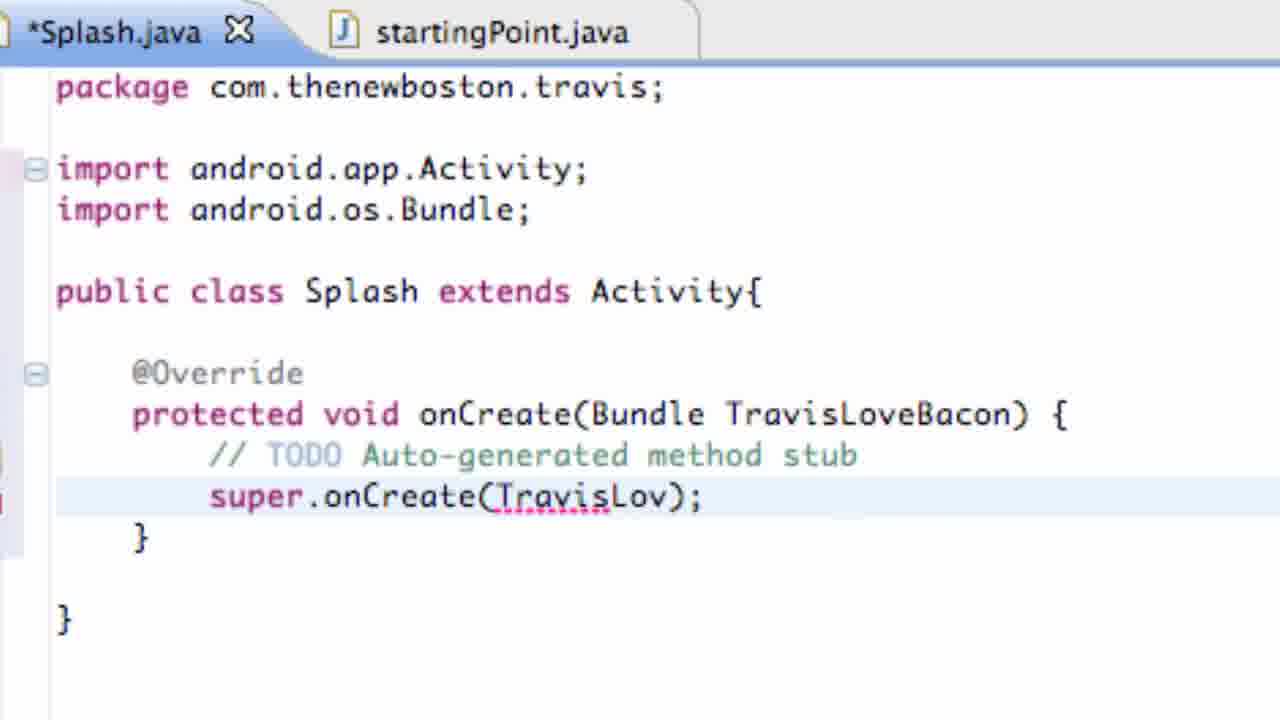 *Splash.java startingPoint.java
package com.thenewboston.travis;
import android.app.Activity;
import android.os.Bundle;
public class Splash extends Activity{
@Override
protected void onCreate(Bundle TravisLoveBacon) {
// TODO Auto-generated method stub
super.onCreate(TravisLov);
}
}